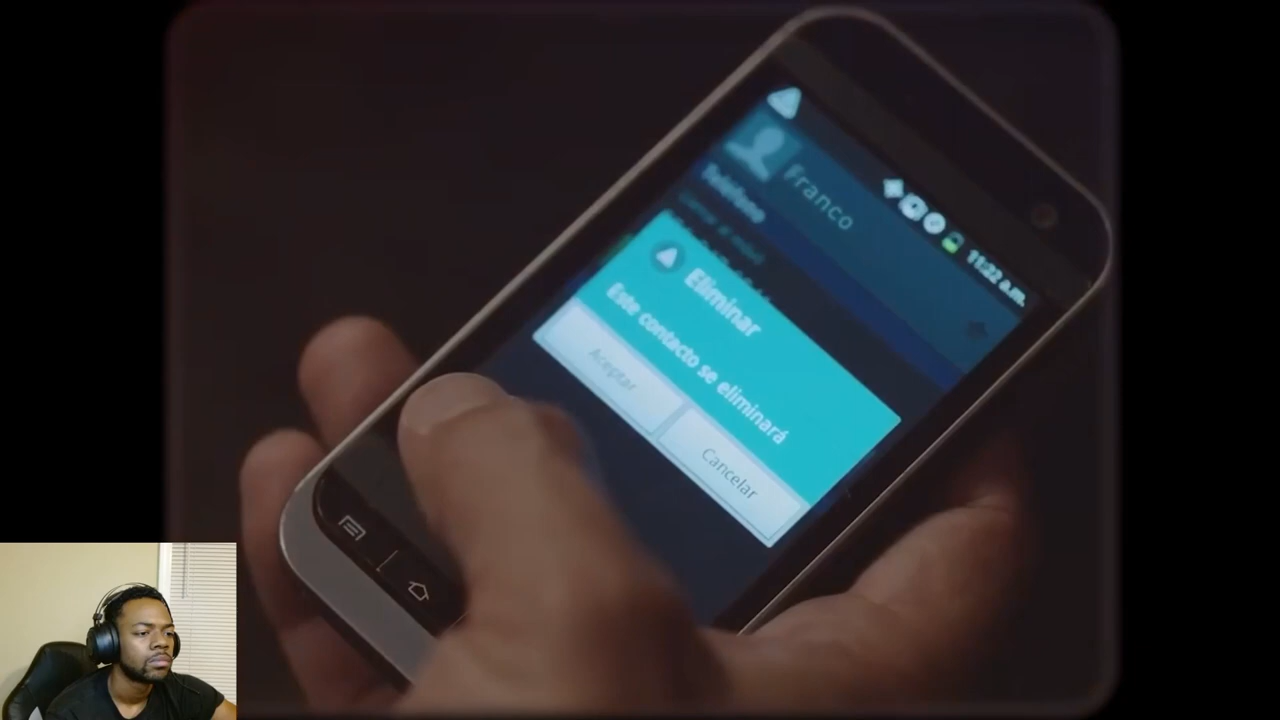 11:22 a.m.
Franco
Teléfono
Eliminar
Este contacto se eliminará
Aceptar
Cancelar